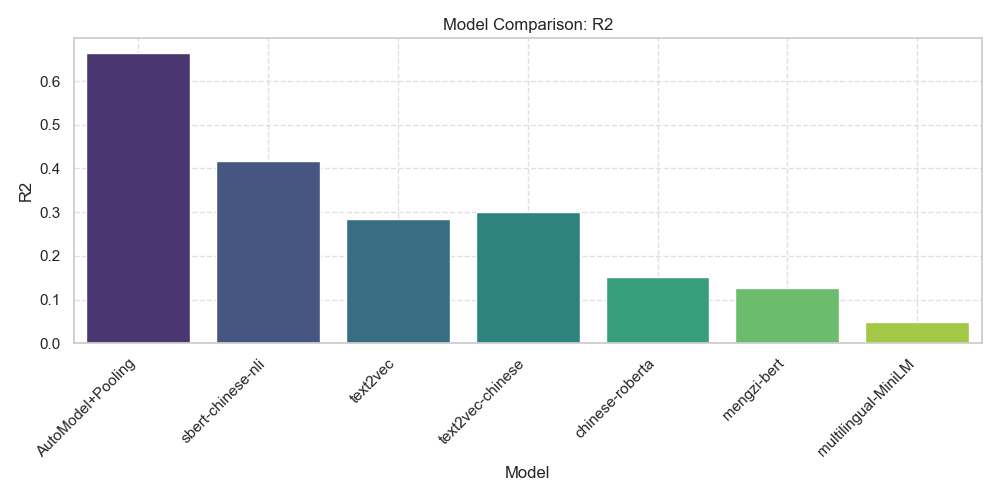 Model Comparison: R2
R2
0.6
0.5
0.4
0.3
0.2
0.1
0.0
AutoModel+Pooling
sbert-chinese-nli
text2vec
text2vec-chinese
chinese-roberta
mengzi-bert
multilingual-MiniLM
Model